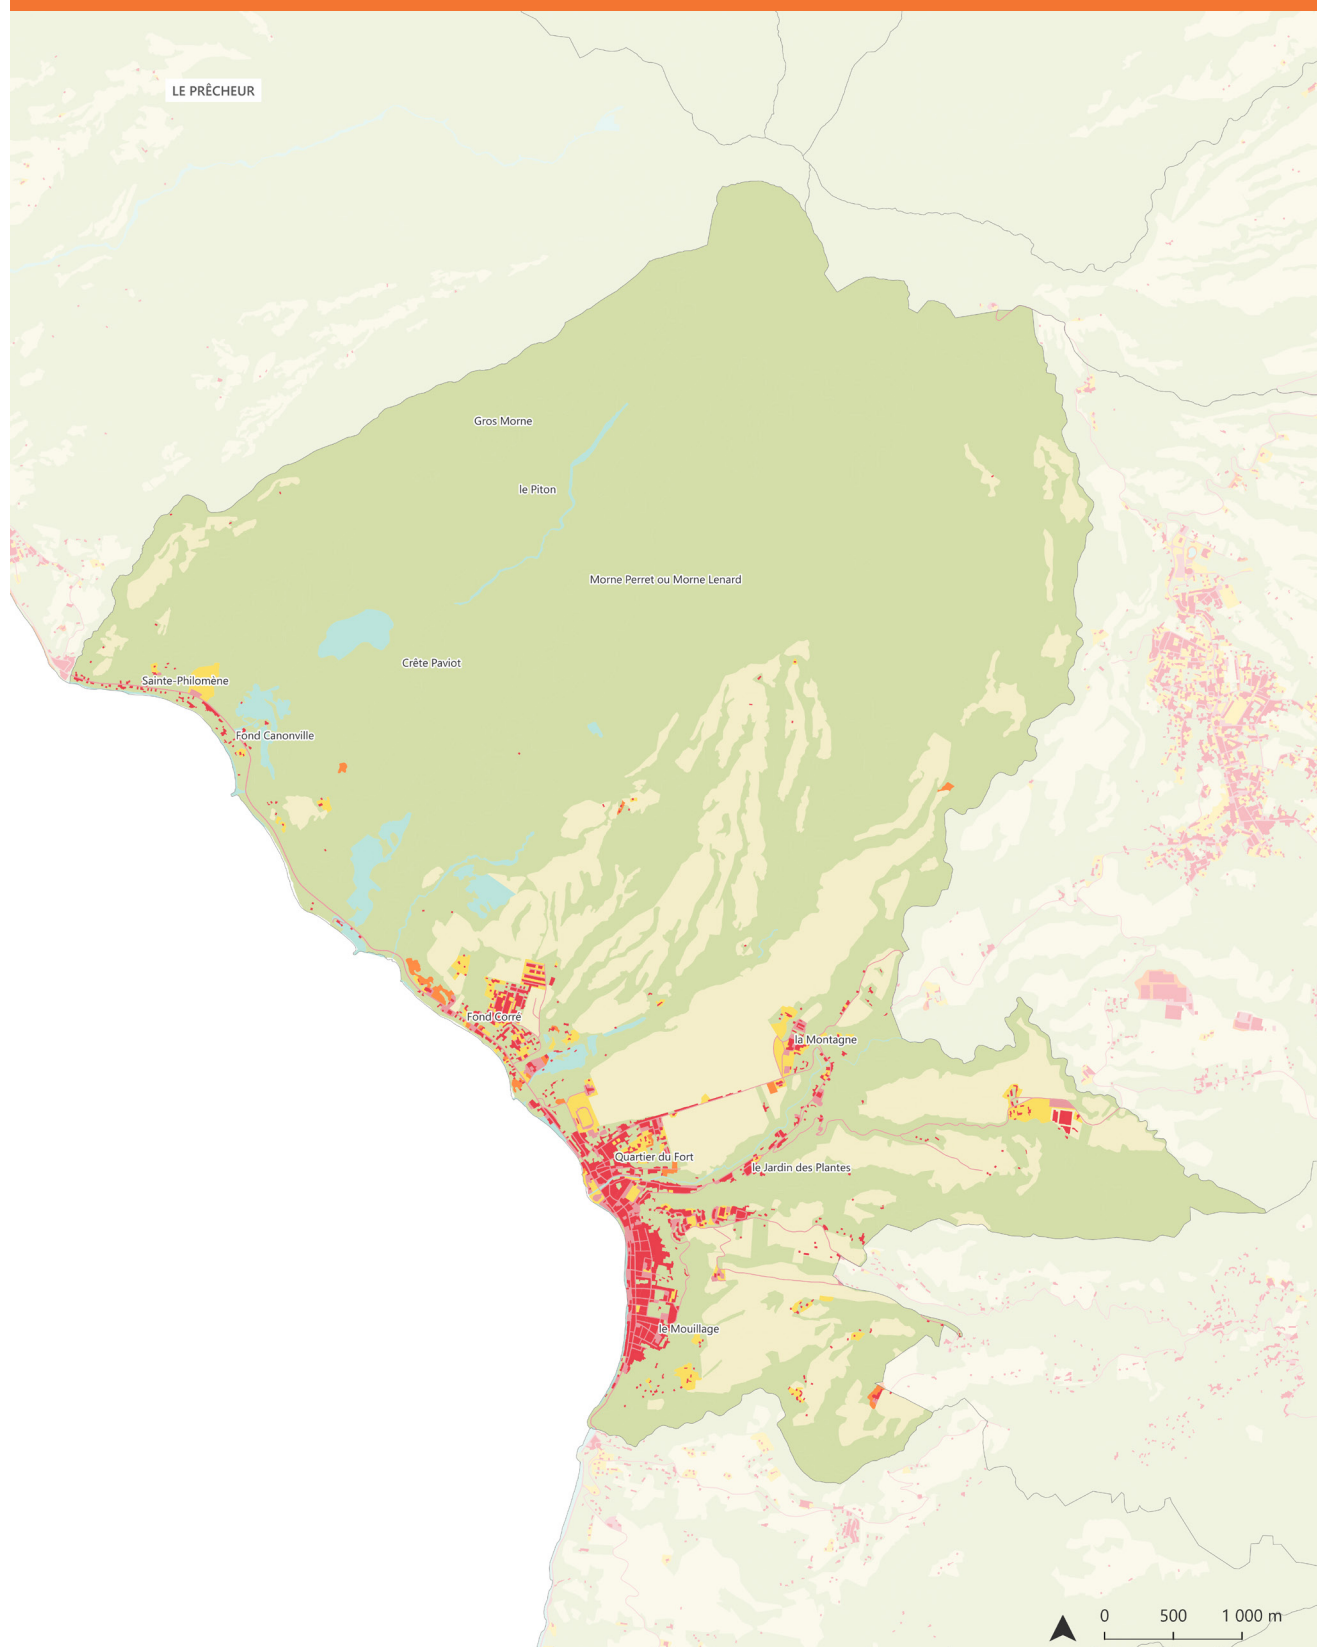 LE PRÊCHEUR
Gros Morne
le Piton
Morne Perret ou Morne Lenard
Crête Paviot
Sainte-Philomène
Fond Canonville
Fond Corré
la Montagne
Quartier du Fort
le Jardin des Plantes
le Mouillage
0 500 1 000 m